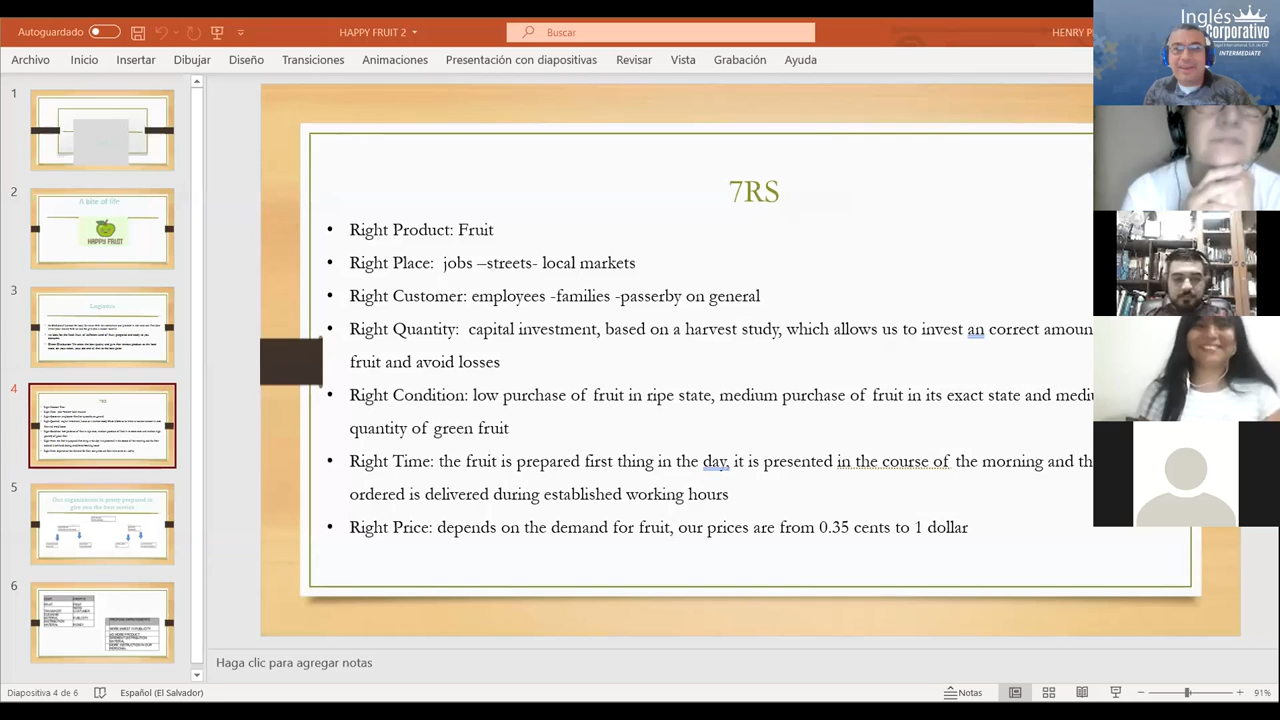 Autoguardado
HAPPY FRUIT 2
Buscar
Archivo Inicio Insertar Dibujar Diseño Transiciones Animaciones Presentación con diapositivas Revisar Vista Grabación Ayuda
Inglés
Corporativo
INTERMEDIATE
1
2
A bite of life
HAPPY FRUIT
3
Logistics
4
7RS
5
Our organization is pretty prepared to
give you the best service
6
7RS
• Right Product: Fruit
• Right Place: jobs –streets- local markets
• Right Customer: employees -families -passerby on general
• Right Quantity: capital investment, based on a harvest study, which allows us to invest an correct
fruit and avoid losses
• Right Condition: low purchase of fruit in ripe state, medium purchase of fruit in its exact state and
quantity of green fruit
• Right Time: the fruit is prepared first thing in the day, it is presented in the course of the morning and
ordered is delivered during established working hours
• Right Price: depends on the demand for fruit, our prices are from 0.35 cents to 1 dollar
Haga clic para agregar notas
Diapositiva 4 de 6 Español (El Salvador) Notas 91%